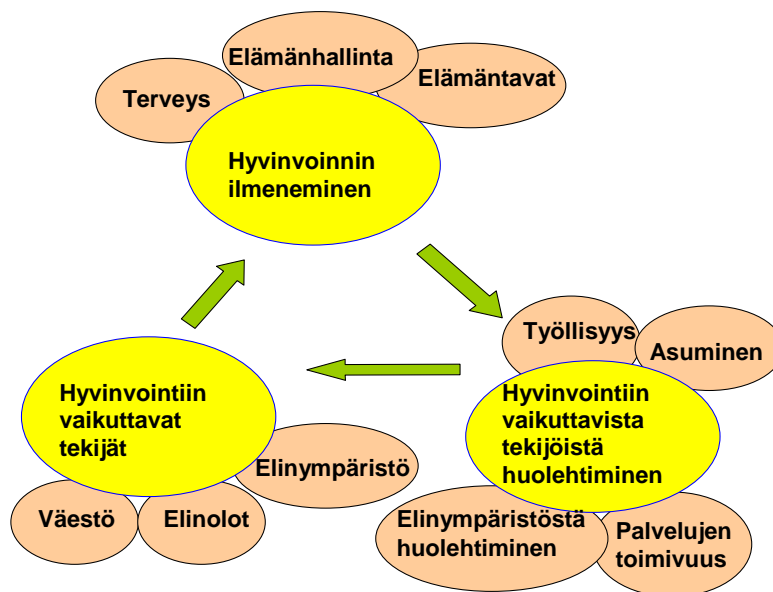 Elämänhallinta
Elämäntavat
Terveys
Hyvinvoinnin
ilmeneminen
Työllisyys
Asuminen
Hyvinvointiin
vaikuttavat
tekijät
Hyvinvointiin
vaikuttavista
tekijöistä
huolehtiminen
Elinympäristö
Väestö
Elinolot
Elinympäristöstä
huolehtiminen
Palvelujen
toimivuus